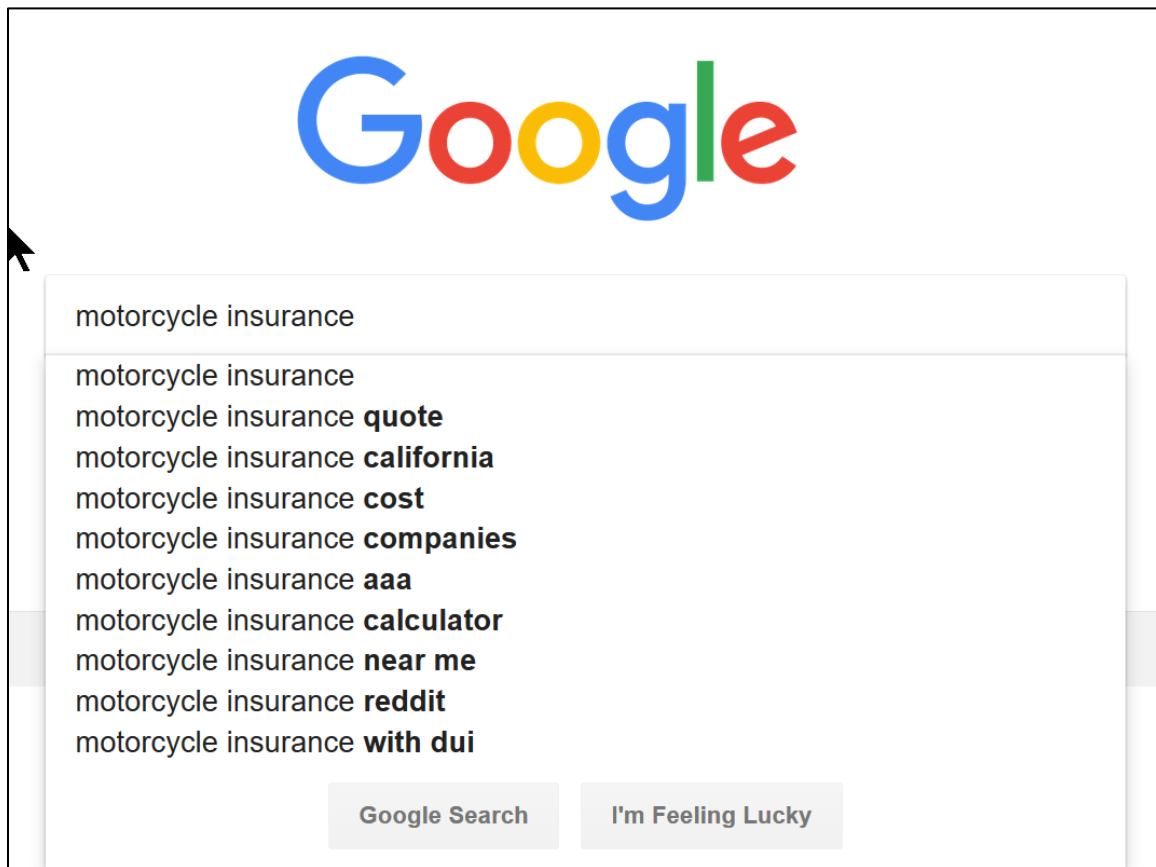 Google
motorcycle insurance
motorcycle insurance
motorcycle insurance quote
motorcycle insurance california
motorcycle insurance cost
motorcycle insurance companies
motorcycle insurance aaa
motorcycle insurance calculator
motorcycle insurance near me
motorcycle insurance reddit
motorcycle insurance with dui
Google Search I'm Feeling Lucky